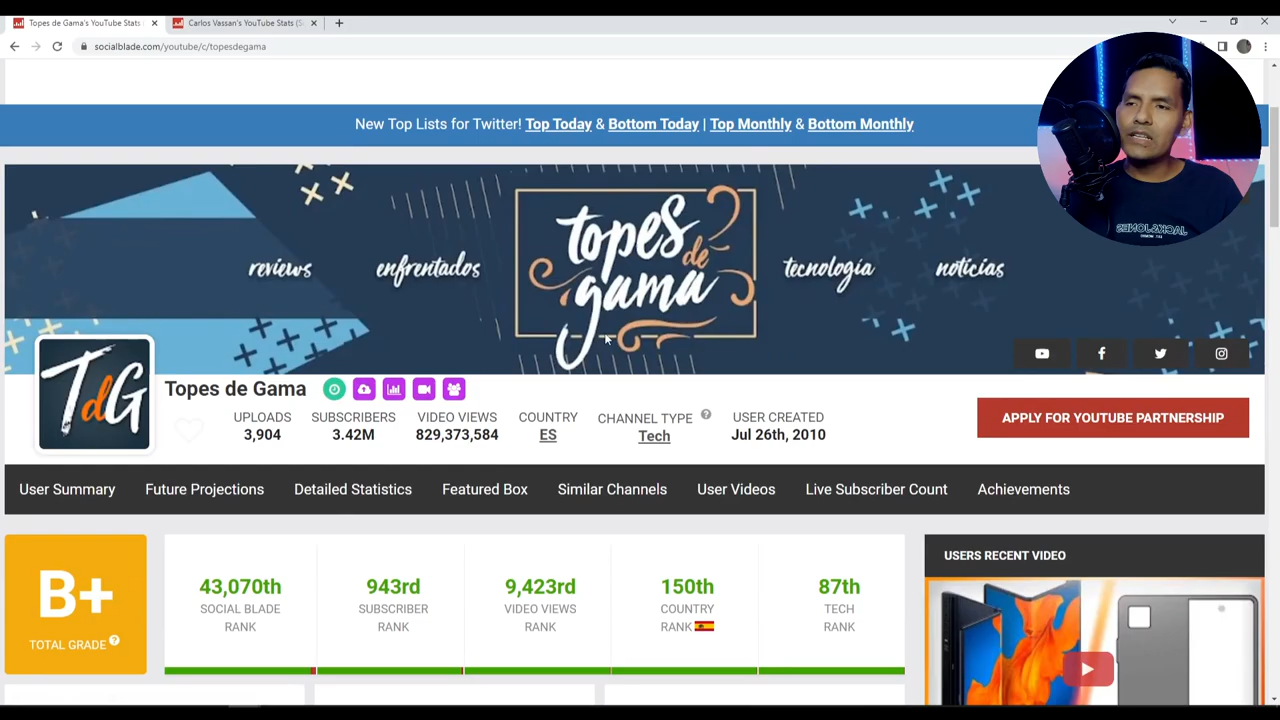 Topes de Gama's YouTube Stats
Carlos Vassan's YouTube Stats (S
socialblade.com/youtube/c/topesdegama
New Top Lists for Twitter! Top Today & Bottom Today | Top Monthly & Bottom Monthly
reviews
enfrentados
topes de gama
tecnología
noticias
TdG
Topes de Gama
UPLOADS
3,904
SUBSCRIBERS
3.42M
VIDEO VIEWS
829,373,584
COUNTRY
ES
CHANNEL TYPE
Tech
USER CREATED
Jul 26th, 2010
APPLY FOR YOUTUBE PARTNERSHIP
User Summary
Future Projections
Detailed Statistics
Featured Box
Similar Channels
User Videos
Live Subscriber Count
Achievements
B+
TOTAL GRADE
43,070th
SOCIAL BLADE
RANK
943rd
SUBSCRIBER
RANK
9,423rd
VIDEO VIEWS
RANK
150th
COUNTRY
RANK
87th
TECH
RANK
USERS RECENT VIDEO